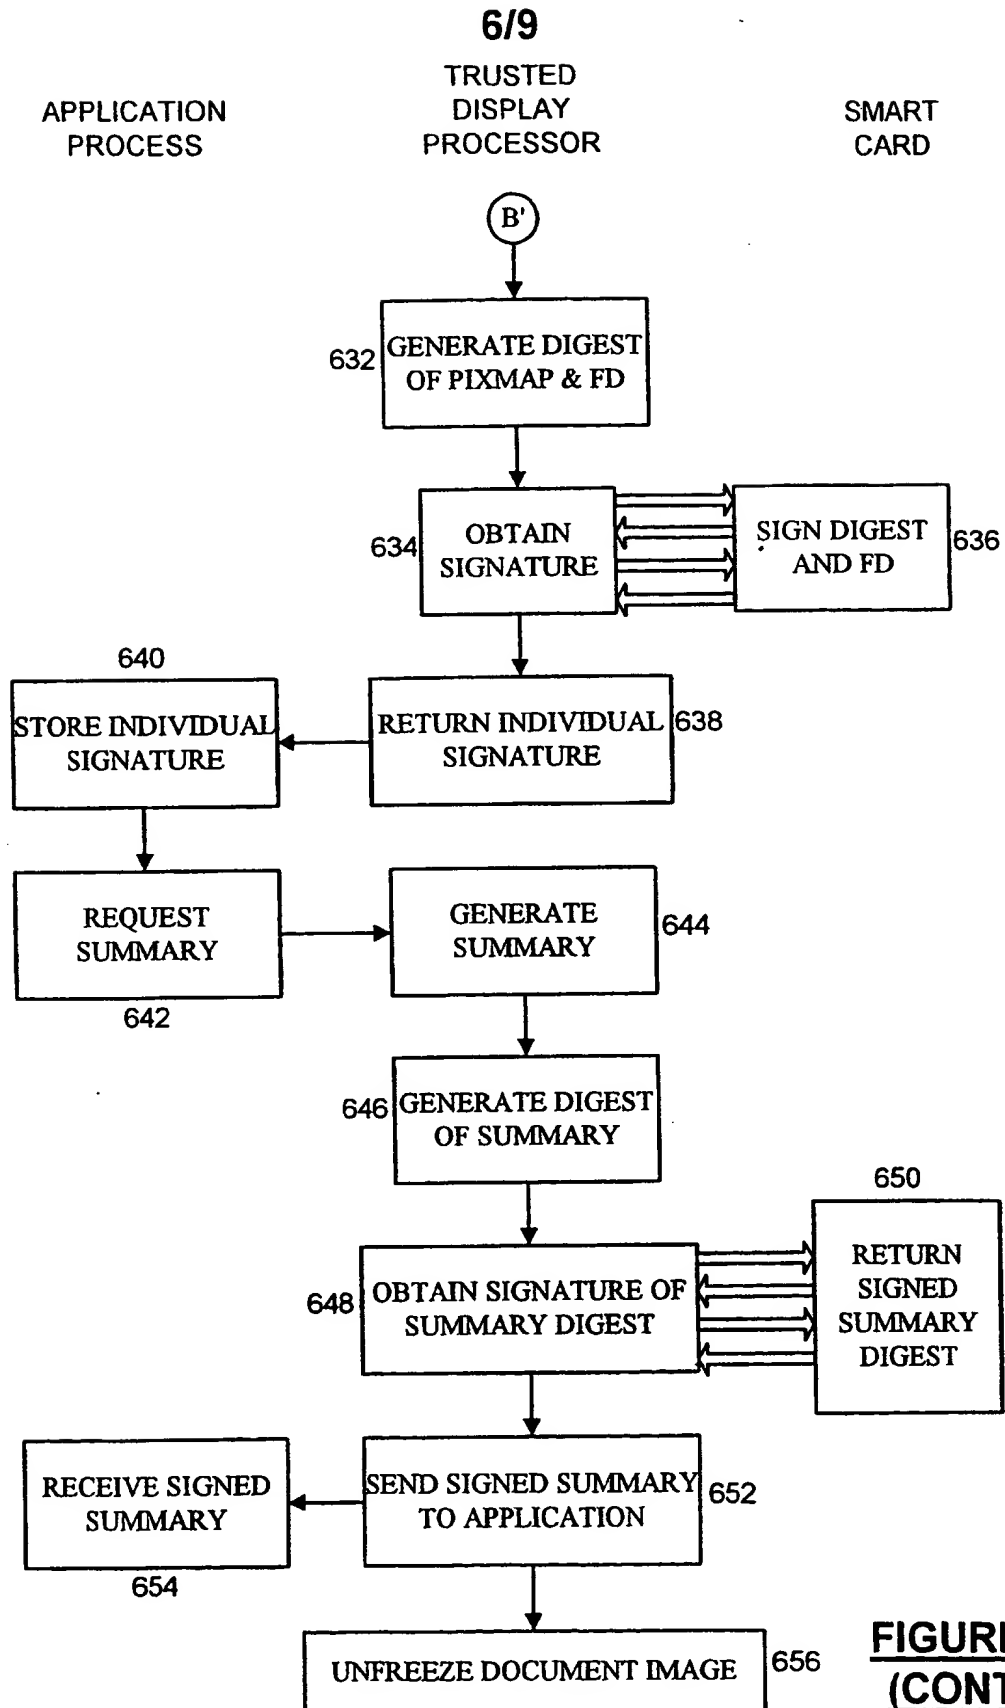 6/9
APPLICATION
PROCESS
TRUSTED
DISPLAY
PROCESSOR
SMART
CARD
B'
632
GENERATE DIGEST
OF PIXMAP & FD
634
OBTAIN
SIGNATURE
SIGN DIGEST
AND FD
636
640
STORE INDIVIDUAL
SIGNATURE
RETURN INDIVIDUAL
SIGNATURE
638
REQUEST
SUMMARY
642
GENERATE
SUMMARY
644
646
GENERATE DIGEST
OF SUMMARY
648
OBTAIN SIGNATURE OF
SUMMARY DIGEST
650
RETURN
SIGNED
SUMMARY
DIGEST
RECEIVE SIGNED
SUMMARY
654
SEND SIGNED SUMMARY
TO APPLICATION
652
UNFREEZE DOCUMENT IMAGE
656
FIGURE
(CONT